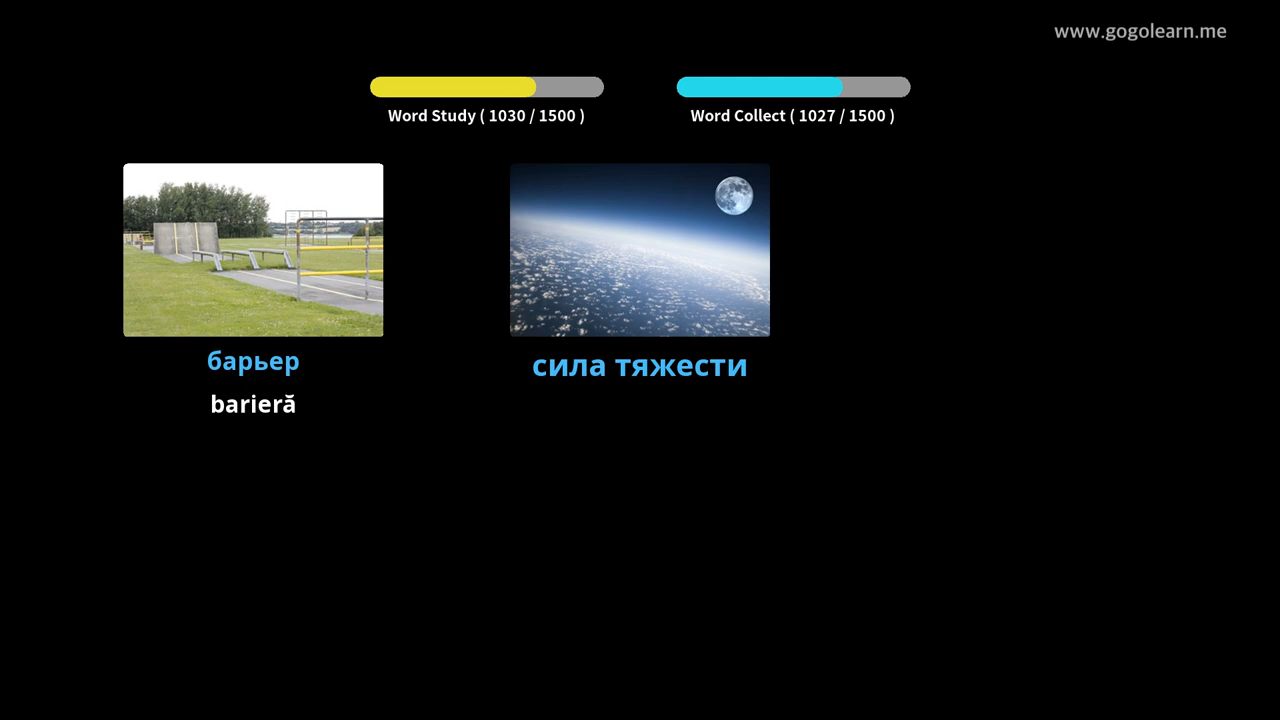 www.gogolearn.me
Word Study ( 1030 / 1500 )
Word Collect ( 1027 / 1500 )
барьер
barieră
сила тяжести